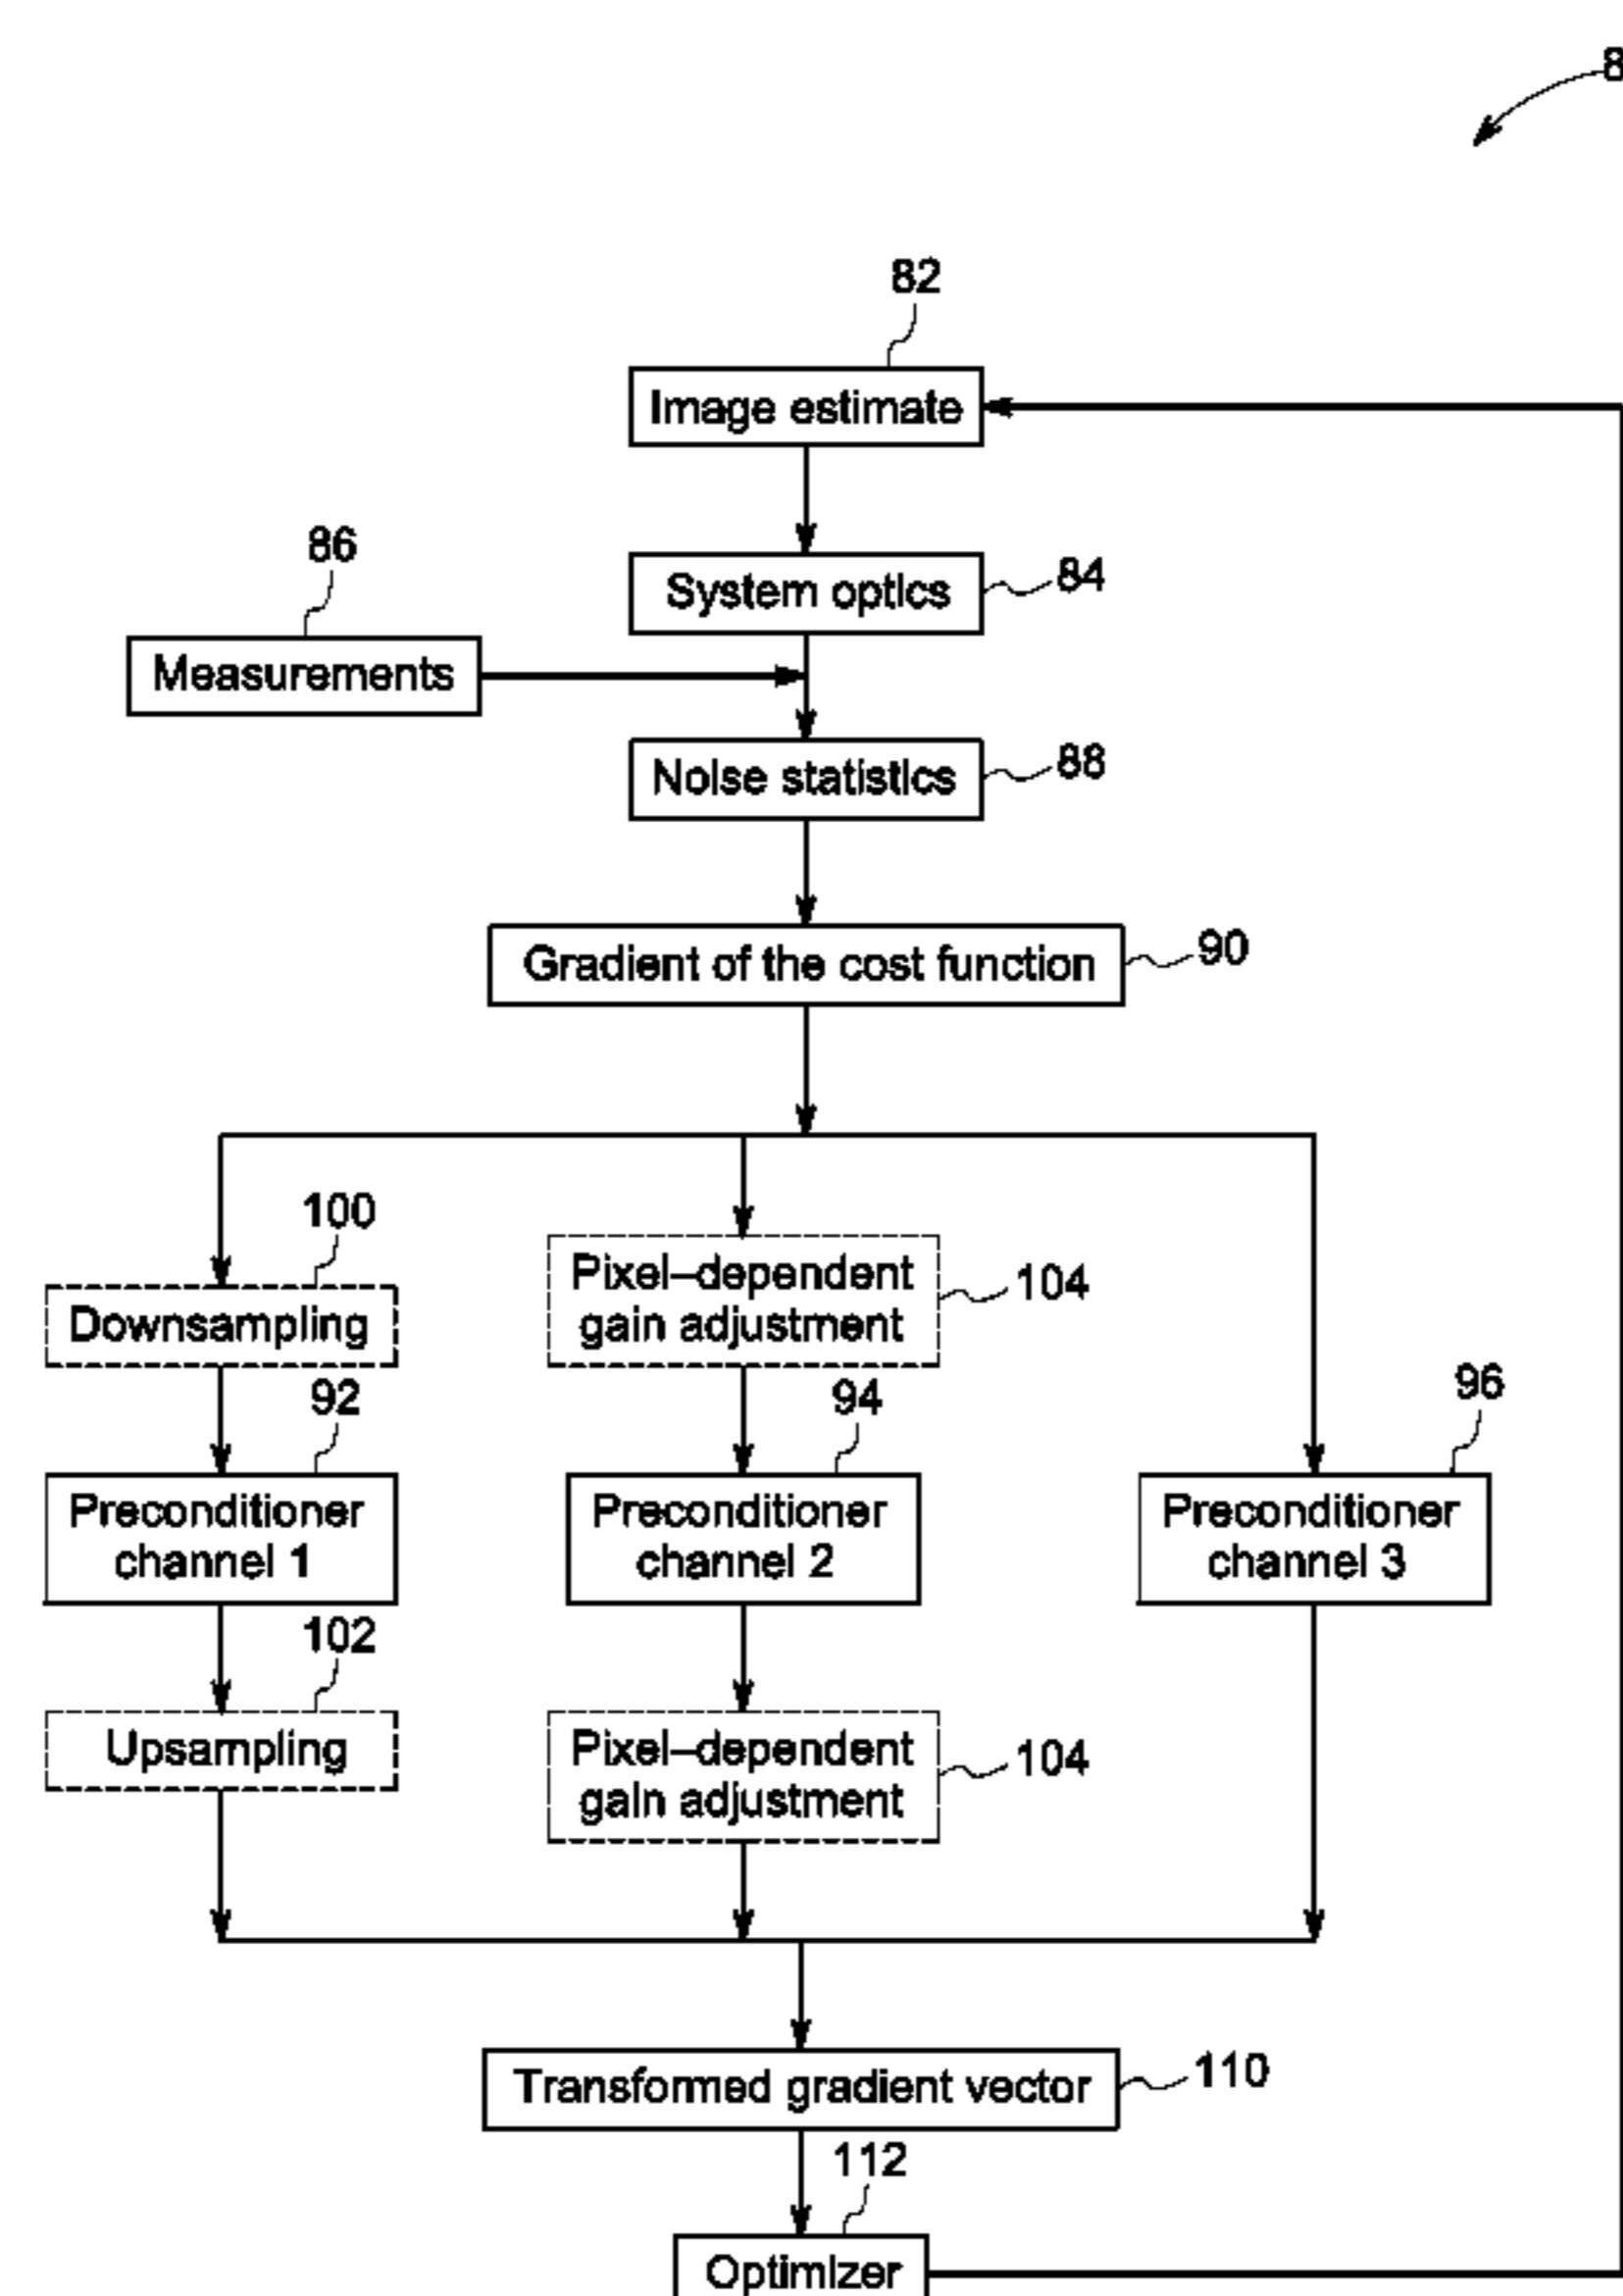 8
82
Image estimate
86
System optics
84
Measurements
Noise statistics
88
Gradient of the cost function
90
100
Downsampling
Pixel–dependent
gain adjustment
104
92
94
96
Preconditioner
channel 1
Preconditioner
channel 2
Preconditioner
channel 3
102
Upsampling
Pixel–dependent
gain adjustment
104
Transformed gradient vector
110
112
Optimizer